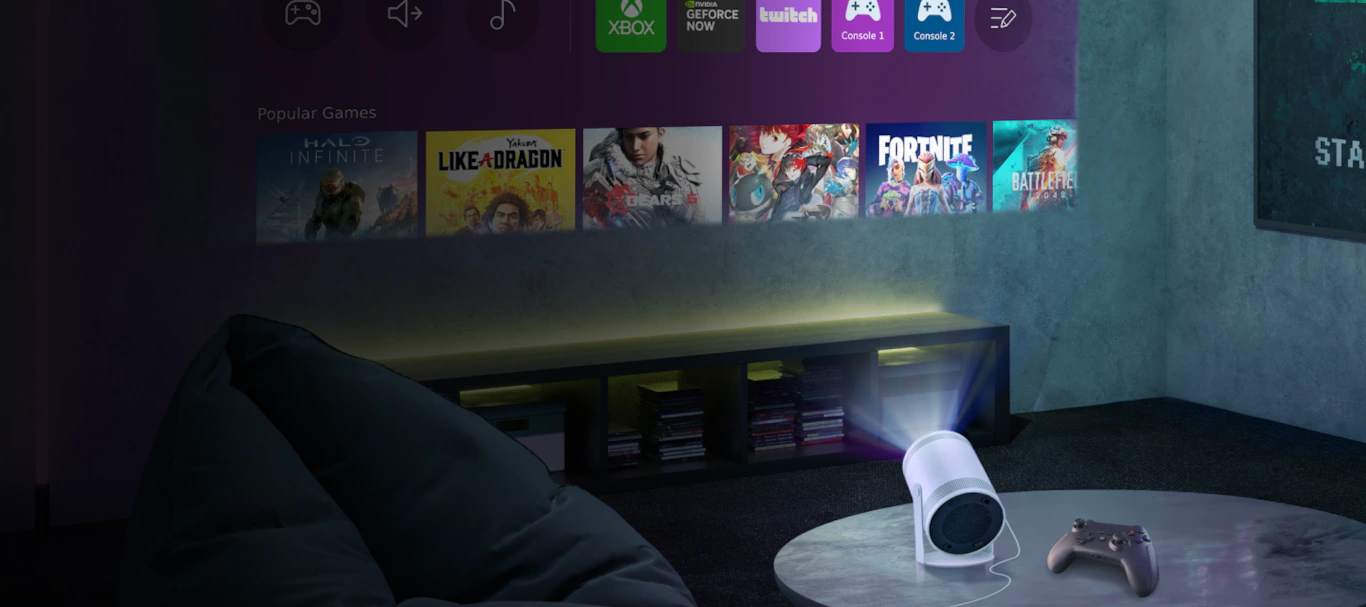 XBOX
NVIDIA
GEFORCE
NOW
twitch
Console 1
Console 2
Popular Games
HALO
INFINITE
Yakuza
LIKE A DRAGON
GEARS 5
FORTNITE
BATTLEFIE
STA